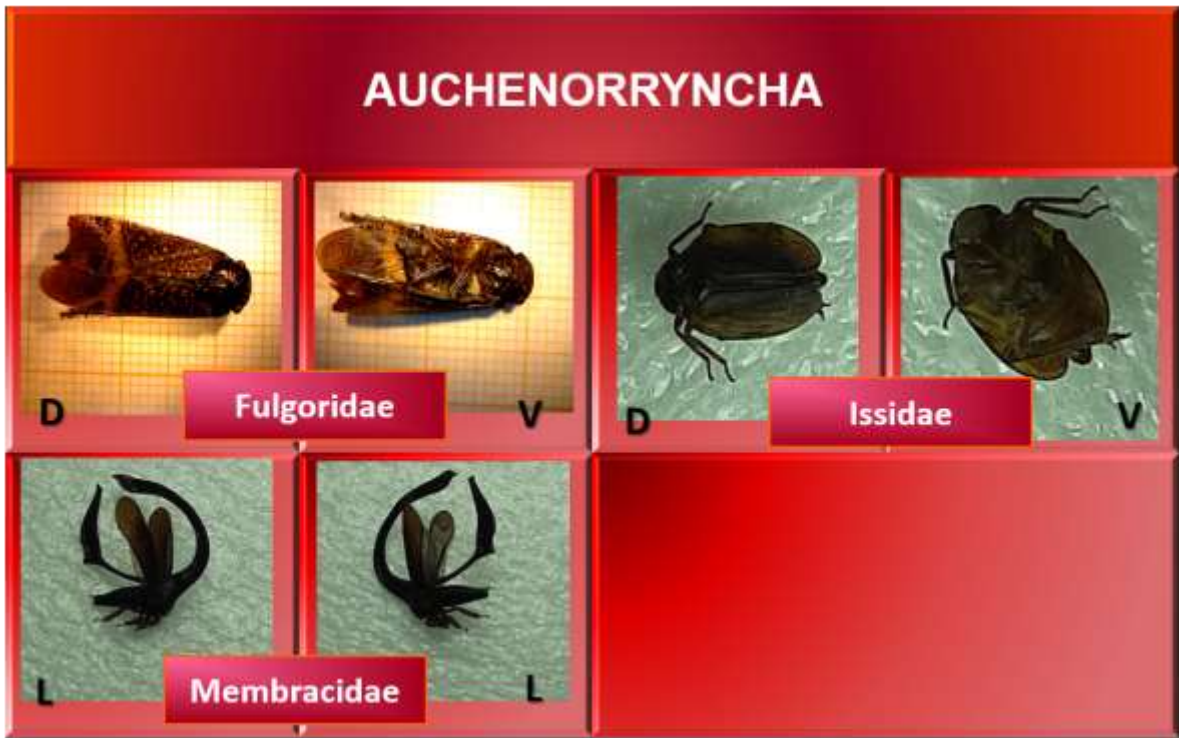 AUCHENORRYNCHA
D
Fulgoridae
V
D
Issidae
V
L
Membracidae
L